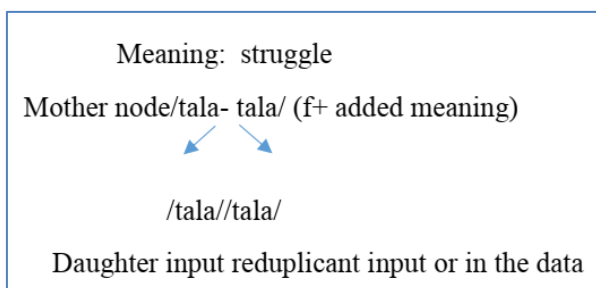 Meaning: struggle
Mother node/tala- tala/ (f+ added meaning)
/tala//tala/
Daughter input reduplicant input or in the data